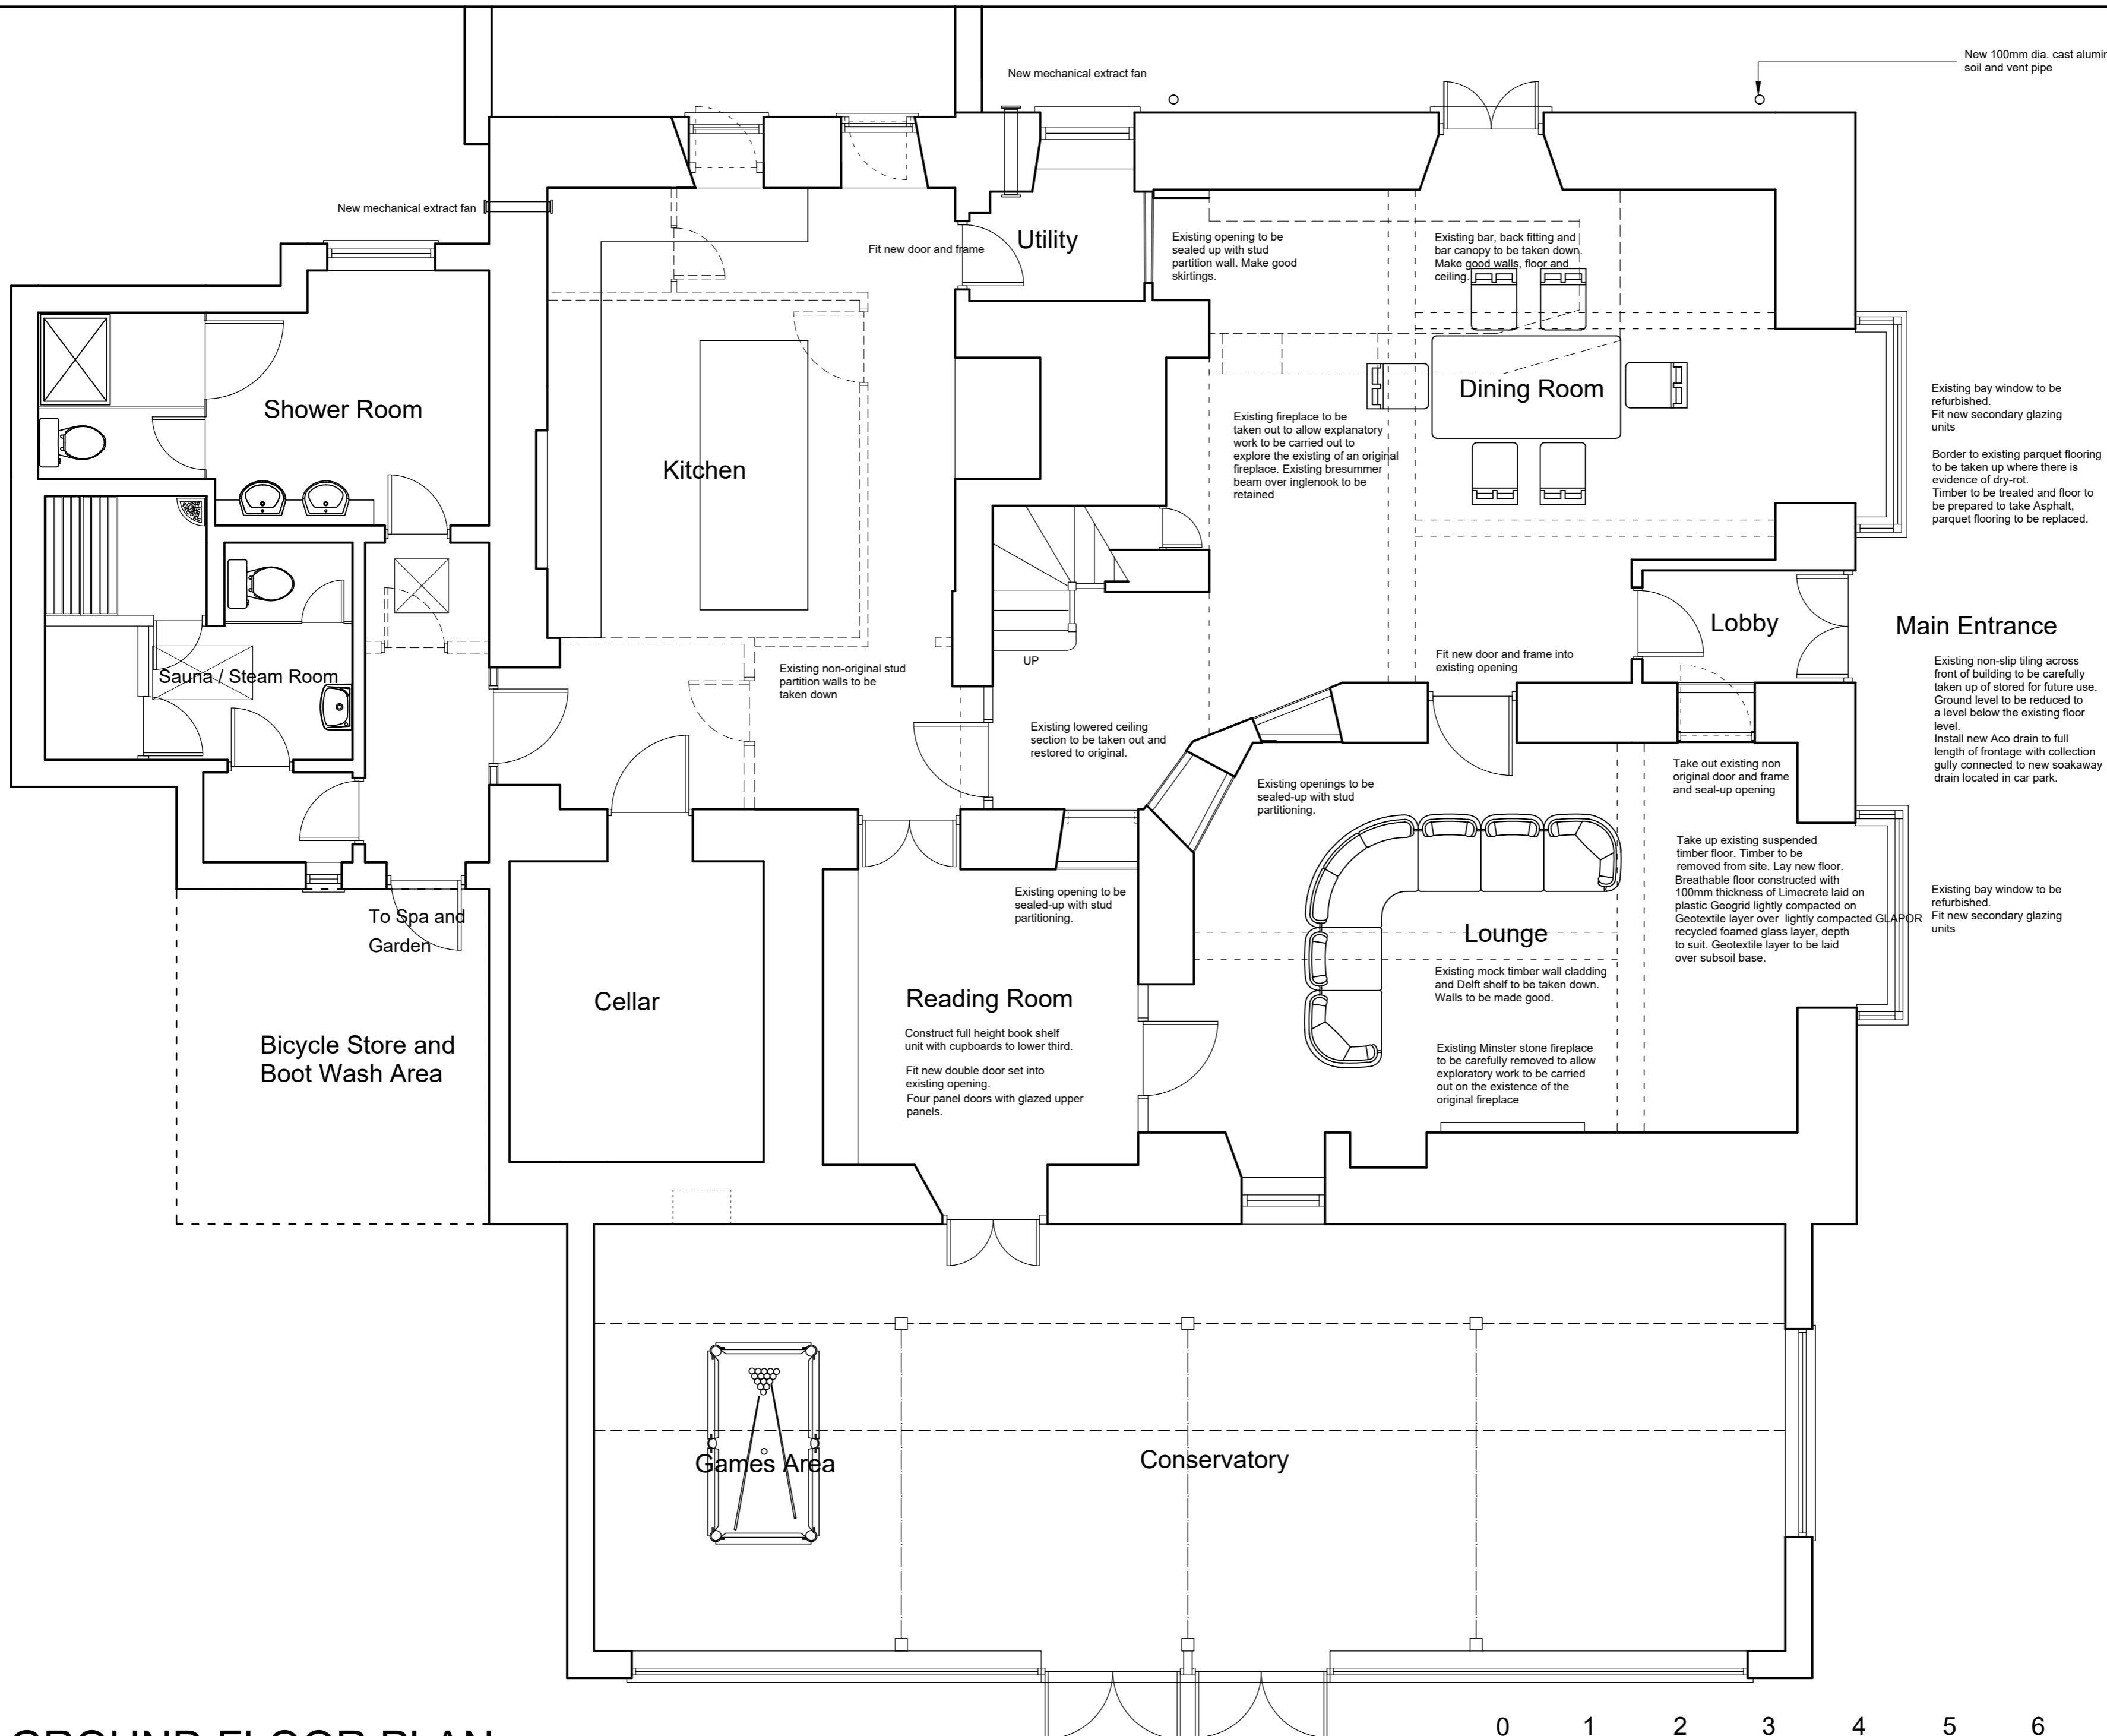 New mechanical extract fan
New 100mm dia. cast
soil and vent pipe
New mechanical extract fan
Fit new door and frame
Utility
Existing opening to be
sealed up with stud
partition wall. Make good
skirtings.
Existing bar, back fitting and
bar canopy to be taken down.
Make good walls, floor and
ceiling.
Shower Room
Kitchen
Dining Room
Existing fireplace to be
taken out to allow explanatory
work to be carried out to
explore the existing of an original
fireplace. Existing bresummer
beam over inglenook to be
retained
Existing bay window to be
refurbished.
Fit new secondary glazing
units
Border to existing parquet flooring
to be taken up where there is
evidence of dry-rot.
Timber to be treated and floor to
be prepared to take Asphalt,
parquet flooring to be replaced.
Sauna / Steam Room
Existing non-original stud
partition walls to be
taken down
UP
Existing lowered ceiling
section to be taken out and
restored to original.
Fit new door and frame into
existing opening
Lobby
Main Entrance
Existing non-slip tiling across
front of building to be carefully
taken up of stored for future use.
Ground level to be reduced to
a level below the existing floor
level.
Install new Aco drain to full
length of frontage with collection
gully connected to new soakaway
drain located in car park.
Existing openings to be
sealed-up with stud
partitioning.
Take out existing non
original door and frame
and seal-up opening
Take up existing suspended
timber floor. Timber to be
removed from site. Lay new floor.
Breathable floor constructed with
100mm thickness of Limecrete laid on
plastic Geogrid lightly compacted on
Geotextile layer over lightly compacted GLAPOR
recycled foamed glass layer, depth
to suit. Geotextile layer to be laid
over subsoil base.
Existing bay window to be
refurbished.
Fit new secondary glazing
units
To Spa and
Garden
Existing opening to be
sealed-up with stud
partitioning.
Lounge
Existing mock timber wall cladding
and Delft shelf to be taken down.
Walls to be made good.
Cellar
Reading Room
Construct full height book shelf
unit with cupboards to lower third.
Fit new double door set into
existing opening.
Four panel doors with glazed upper
panels.
Existing Minster stone fireplace
to be carefully removed to allow
exploratory work to be carried
out on the existence of the
original fireplace
Bicycle Store and
Boot Wash Area
Games Area
Conservatory
GROUND FLOOR PLAN
0 1 2 3 4 5 6